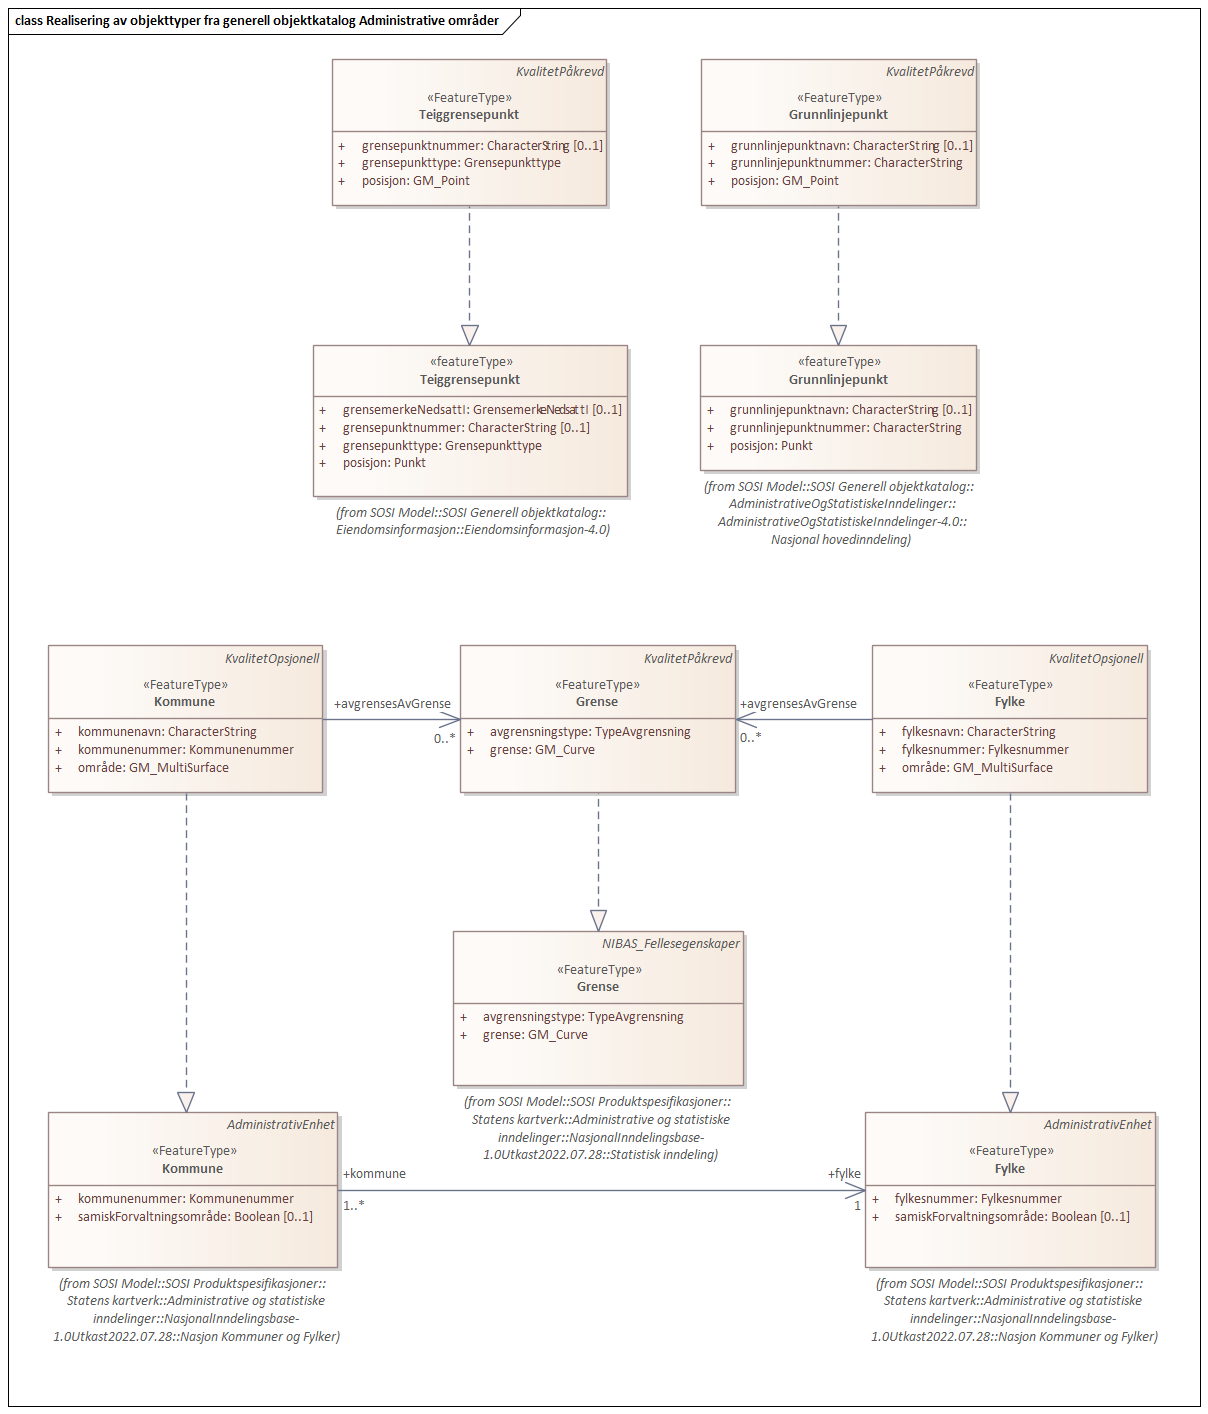 class Realisering av objekttyper fra generell objektkatalog Administrative områder
KvalitetPåkrevd
«FeatureType»
Teiggrensepunkt
+ grensepunktnummer: CharacterString [0..1]
+ grensepunkttype: Grensepunkttype
+ posisjon: GM_Point
KvalitetPåkrevd
«FeatureType»
Grunnlinjepunkt
+ grunnlinjepunktnavn: CharacterString [0..1]
+ grunnlinjepunktnummer: CharacterString
+ posisjon: GM_Point
«featureType»
Teiggrensepunkt
+ grensemerkeNedsattI: GrensemerkeNedsattI [0..1]
+ grensepunktnummer: CharacterString [0..1]
+ grensepunkttype: Grensepunkttype
+ posisjon: Punkt
(from SOSI Model::SOSI Generell objektkatalog::
Eiendomsinformasjon::Eiendomsinformasjon-4.0)
«featureType»
Grunnlinjepunkt
+ grunnlinjepunktnavn: CharacterString [0..1]
+ grunnlinjepunktnummer: CharacterString
+ posisjon: Punkt
(from SOSI Model::SOSI Generell objektkatalog::
AdministrativeOgStatistiskeInndelinger::
AdministrativeOgStatistiskeInndelinger-4.0::
Nasjonal hovedinndeling)
KvalitetOpsjonell
«FeatureType»
Kommune
+ kommunenavn: CharacterString
+ kommunenummer: Kommunenummer
+ område: GM_MultiSurface
+avgrensesAvGrense
0..*
KvalitetPåkrevd
«FeatureType»
Grense
+ avgrensningstype: TypeAvgrensning
+ grense: GM_Curve
+avgrensesAvGrense
0..*
KvalitetOpsjonell
«FeatureType»
Fylke
+ fylkesnavn: CharacterString
+ fylkesnummer: Fylkesnummer
+ område: GM_MultiSurface
NIBAS_Fellesegenskaper
«FeatureType»
Grense
+ avgrensningstype: TypeAvgrensning
+ grense: GM_Curve
(from SOSI Model::SOSI Produktspesifikasjoner::
Statens kartverk::Administrative og statistiske
inndelinger::NasjonalInndelingsbase-
1.0Utkast2022.07.28::Statistisk inndeling)
AdministrativEnhet
«FeatureType»
Kommune
+ kommunenummer: Kommunenummer
+ samiskForvaltningsområde: Boolean [0..1]
(from SOSI Model::SOSI Produktspesifikasjoner::
Statens kartverk::Administrative og statistiske
inndelinger::NasjonalInndelingsbase-
1.0Utkast2022.07.28::Nasjon Kommuner og Fylker)
+kommune
1..*
+fylke
1
AdministrativEnhet
«FeatureType»
Fylke
+ fylkesnummer: Fylkesnummer
+ samiskForvaltningsområde: Boolean [0..1]
(from SOSI Model::SOSI Produktspesifikasjoner::
Statens kartverk::Administrative og statistiske
inndelinger::NasjonalInndelingsbase-
1.0Utkast2022.07.28::Nasjon Kommuner og Fylker)